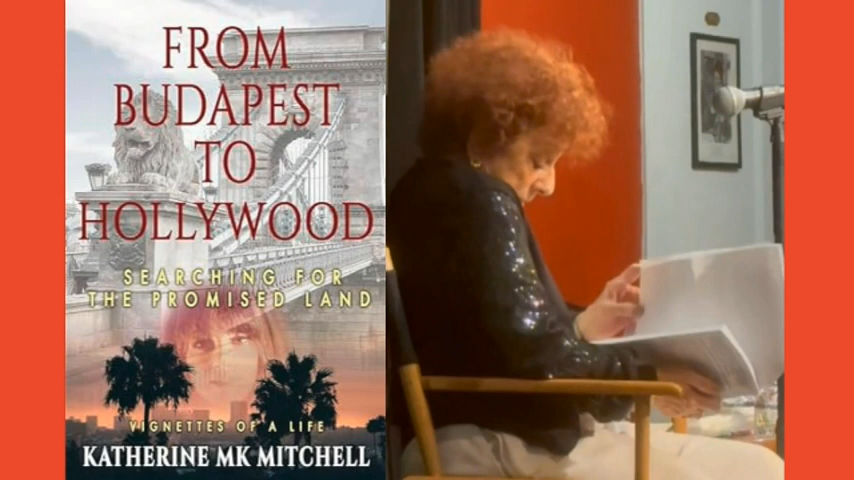 FROM
BUDAPEST
TO
HOLLYWOOD
SEARCHING FOR
THE PROMISED LAND
VIGNETTES OF A LIFE
KATHERINE MK MITCHELL